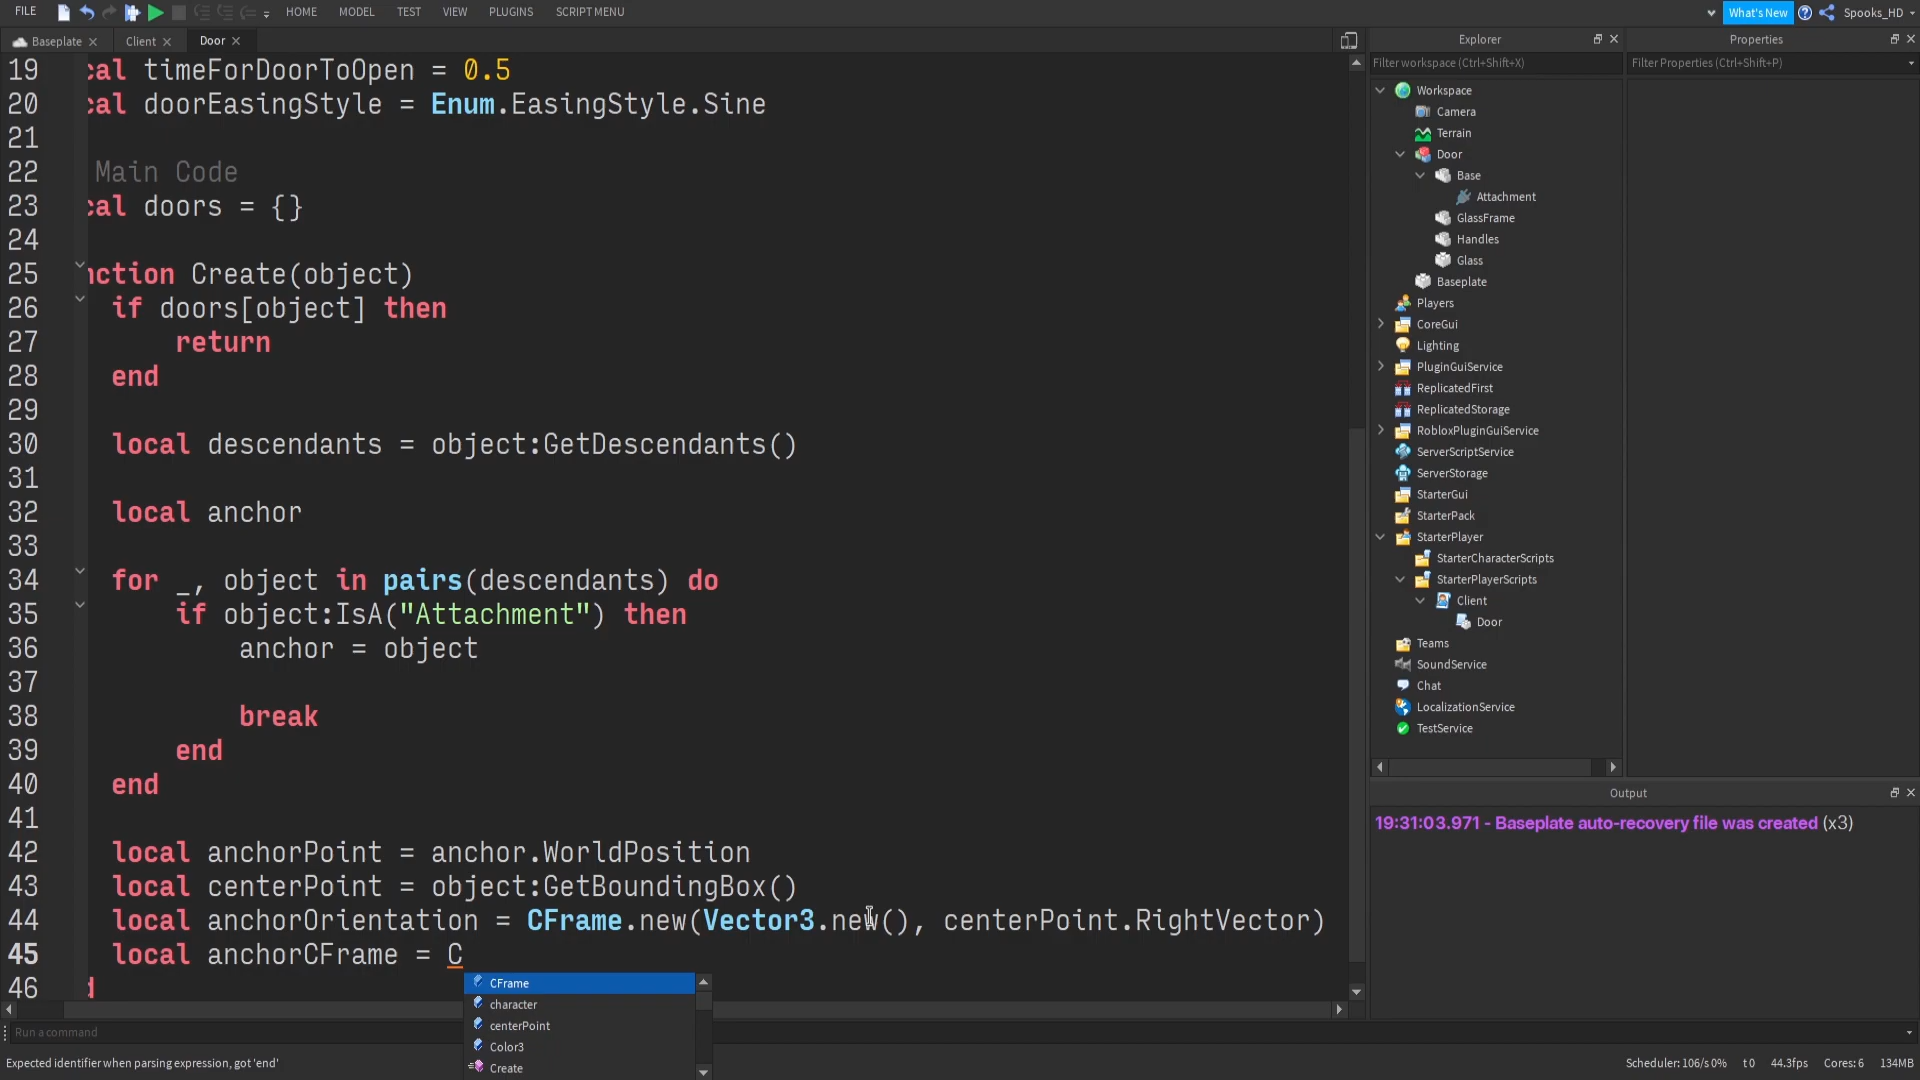 FILE HOME MODEL TEST VIEW PLUGINS SCRIPT MENU What's New Spooks_HD
Baseplate Client Door
19 cal timeForDoorToOpen = 0.5
20 cal doorEasingStyle = Enum.EasingStyle.Sine
21
22 Main Code
23 cal doors = {}
24
25 nction Create(object)
26 if doors[object] then
27 return
28 end
29
30 local descendants = object:GetDescendants()
31
32 local anchor
33
34 for _, object in pairs(descendants) do
35 if object:IsA("Attachment") then
36 anchor = object
37
38 break
39 end
40 end
41
42 local anchorPoint = anchor.WorldPosition
43 local centerPoint = object:GetBoundingBox()
44 local anchorOrientation = CFrame.new(Vector3.new(), centerPoint.RightVector)
45 local anchorCFrame = C
46 d
CFrame
character
centerPoint
Color3
Create
Run a command
Expected identifier when parsing expression, got 'end'
Explorer
Filter workspace (Ctrl+Shift+X)
Workspace
Camera
Terrain
Door
Base
Attachment
GlassFrame
Handles
Glass
Baseplate
Players
CoreGui
Lighting
PluginGuiService
ReplicatedFirst
ReplicatedStorage
RobloxPluginGuiService
ServerScriptService
ServerStorage
StarterGui
StarterPack
StarterPlayer
StarterCharacterScripts
StarterPlayerScripts
Client
Door
Teams
SoundService
Chat
LocalizationService
TestService
Properties
Filter Properties (Ctrl+Shift+P)
Output
19:31:03.971 - Baseplate auto-recovery file was created (x3)
Scheduler: 106/s 0% t 0 44.3fps Cores: 6 134MB